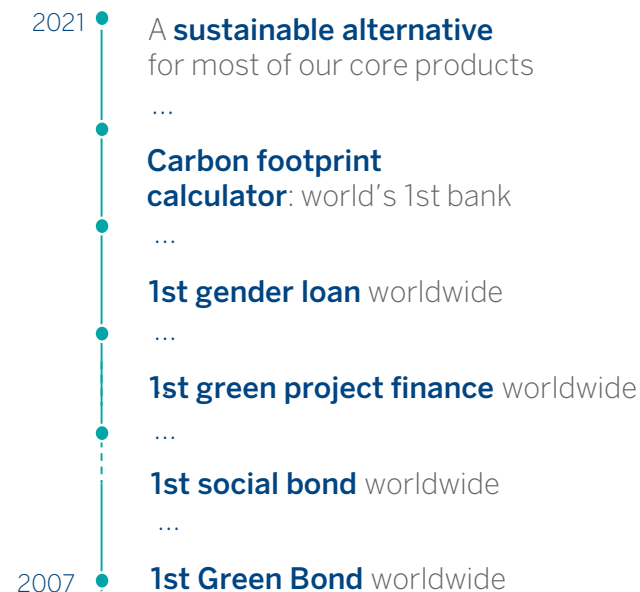 2021
A sustainable alternative
for most of our core products
...
Carbon footprint
calculator: world's 1st bank
...
1st gender loan worldwide
...
1st green project finance worldwide
...
1st social bond worldwide
...
2007
1st Green Bond worldwide